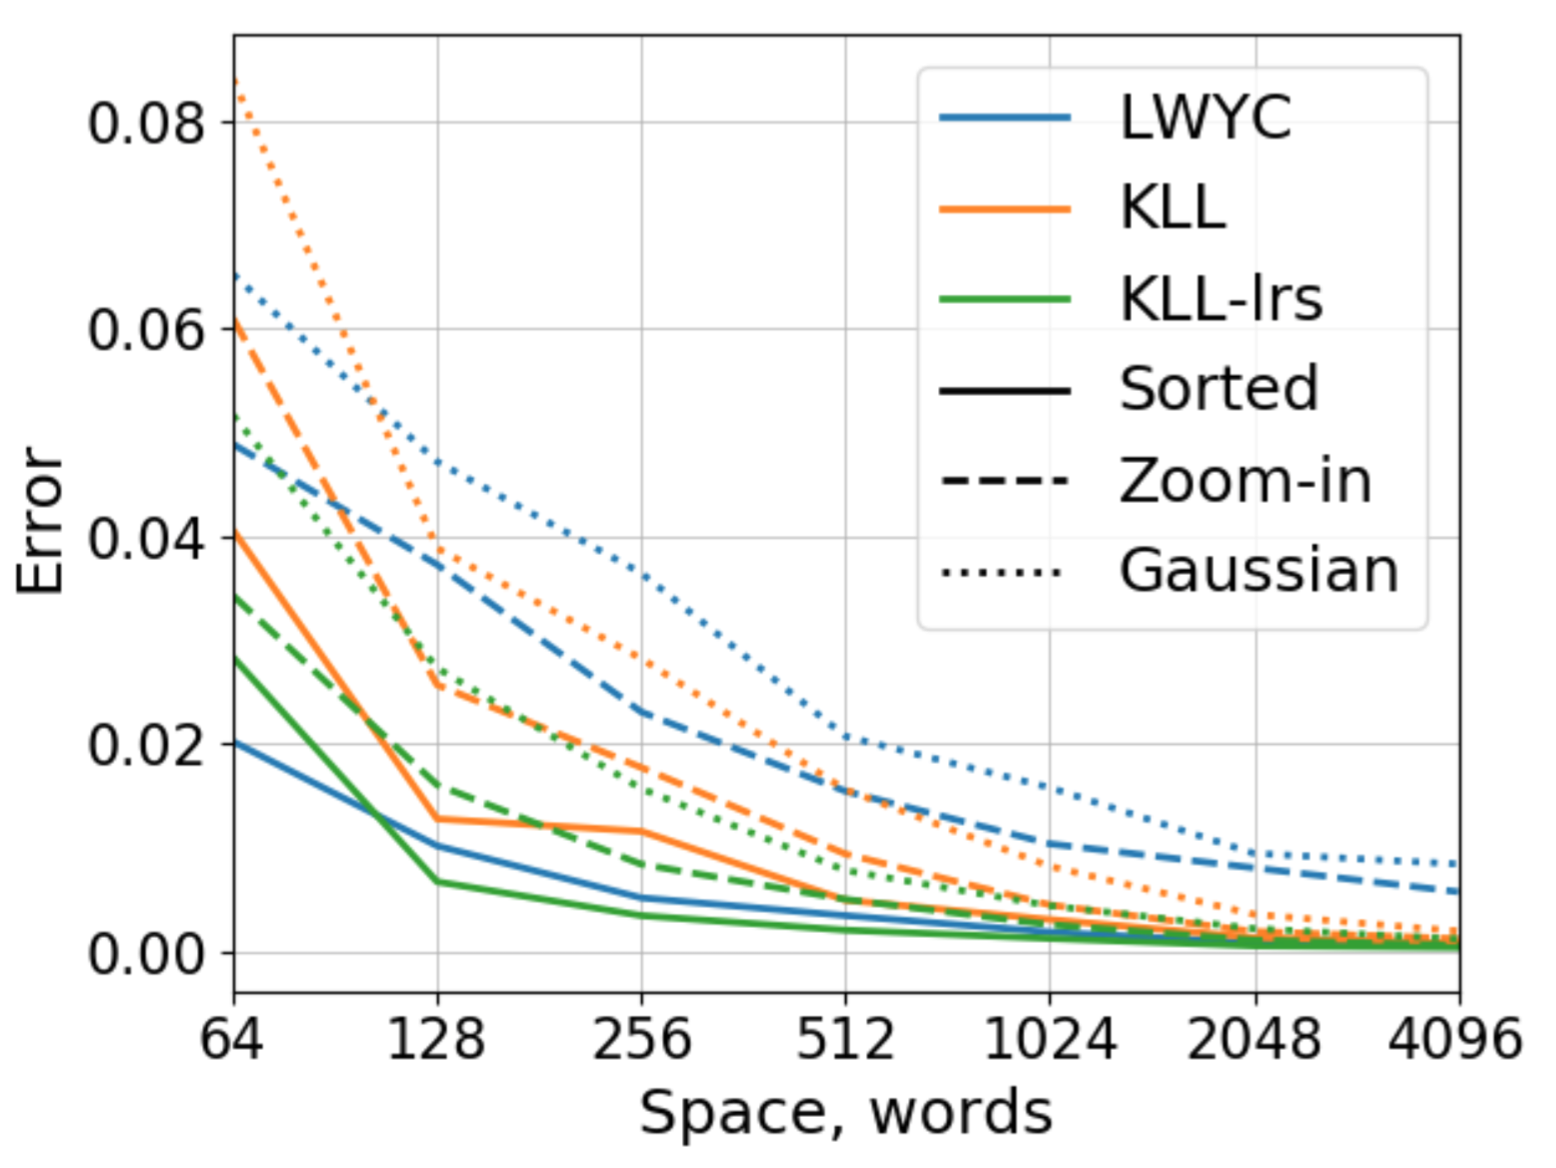 0.08
0.06
0.04
0.02
0.00
Error
64 128 256 512 1024 2048 4096
Space, words
LWYC
KLL
KLL-lrs
Sorted
Zoom-in
Gaussian